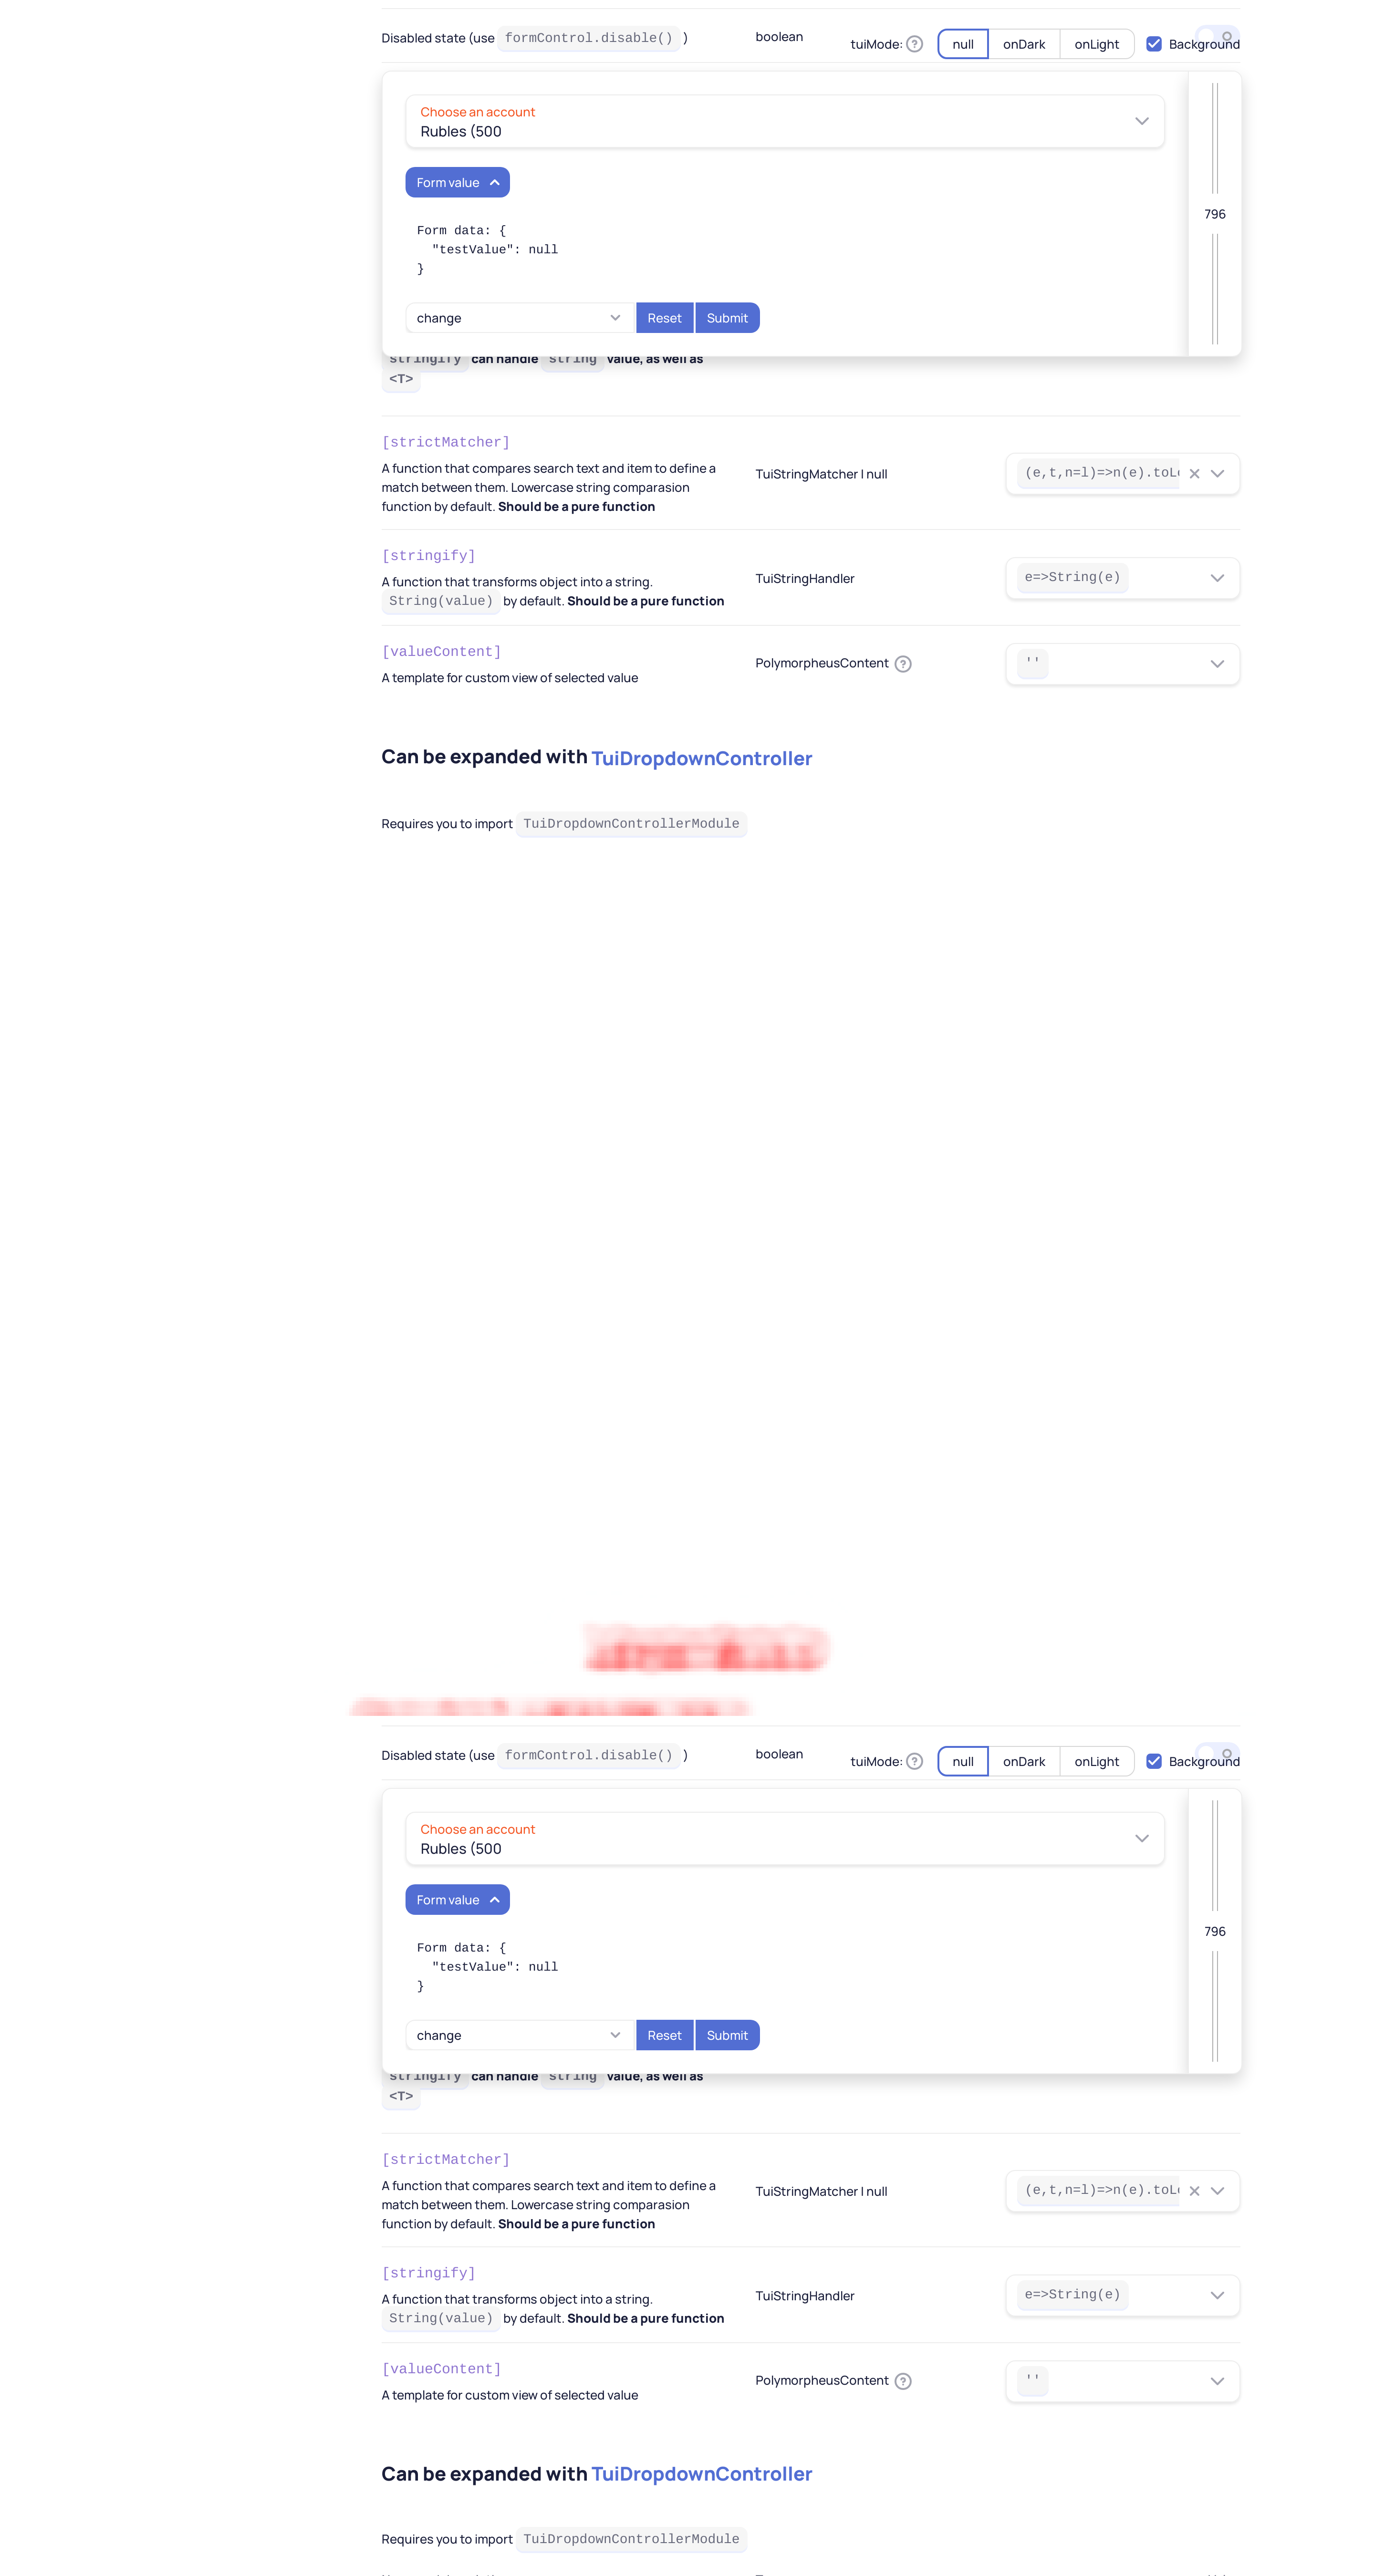 Disabled state (use formControl.disable() ) boolean tuiMode: null onDark onLight Background
Choose an account
Rubles (500
Form value
796
Form data: {
"testValue": null
}
change Reset Submit
stringify can handle string value, as well as
<T>
[strictMatcher]
A function that compares search text and item to define a
match between them. Lowercase string comparasion
function by default. Should be a pure function
TuiStringMatcher | null
(e,t,n=l)=>n(e).toLo
[stringify]
A function that transforms object into a string.
String(value) by default. Should be a pure function
TuiStringHandler
e=>String(e)
[valueContent]
A template for custom view of selected value
PolymorpheusContent
''
Can be expanded with TuiDropdownController
Requires you to import TuiDropdownControllerModule
Disabled state (use formControl.disable() ) boolean tuiMode: null onDark onLight Background
Choose an account
Rubles (500
Form value
796
Form data: {
"testValue": null
}
change Reset Submit
stringify can handle string value, as well as
<T>
[strictMatcher]
A function that compares search text and item to define a
match between them. Lowercase string comparasion
function by default. Should be a pure function
TuiStringMatcher | null
(e,t,n=l)=>n(e).toLo
[stringify]
A function that transforms object into a string.
String(value) by default. Should be a pure function
TuiStringHandler
e=>String(e)
[valueContent]
A template for custom view of selected value
PolymorpheusContent
''
Can be expanded with TuiDropdownController
Requires you to import TuiDropdownControllerModule